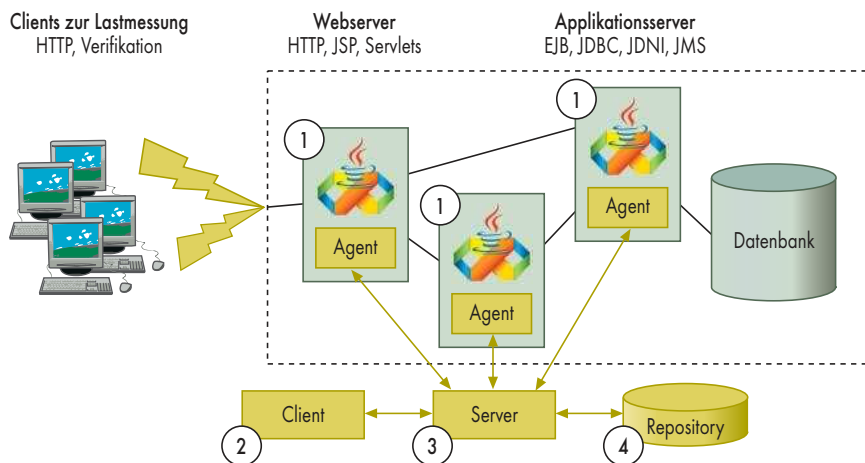 Clients zur Lastmessung
HTTP, Verifikation
Webserver
HTTP, JSP, Servlets
Applikationsserver
EJB, JDBC, JDNI, JMS
1
Agent
1
Agent
1
Agent
Datenbank
Client
2
Server
3
Repository
4